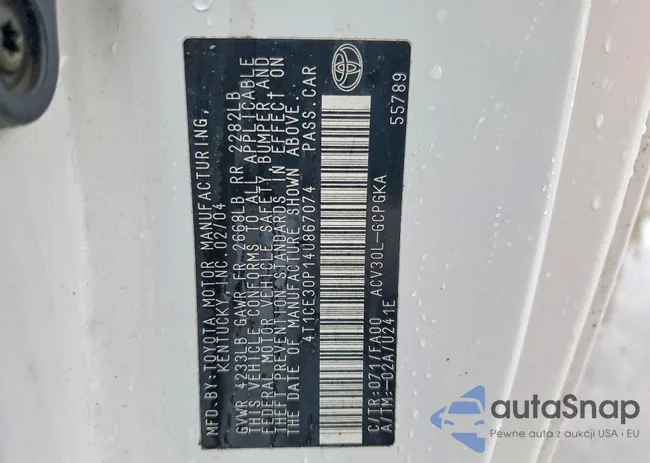 MFD.BY:TOYOTA MOTOR MANUFACTURING,
KENTUCKY,INC 02/04
GVWR 4233LB GAWR FR 2668LB RR 2282LB
THIS VEHICLE CONFORMS TO ALL APPLICABLE
FEDERAL MOTOR VEHICLE SAFETY, BUMPER AND
THEFT PREVENTION STANDARDS IN EFFECT ON
THE DATE OF MANUFACTURE SHOWN ABOVE.
4T1CE30P14U867074 PASS.CAR
C/TR:071/FA00 ACV30L-GCPGKA
A/TM:-02A/U241E 55789
autaSnap
Pewne auta z aukcji USA i EU